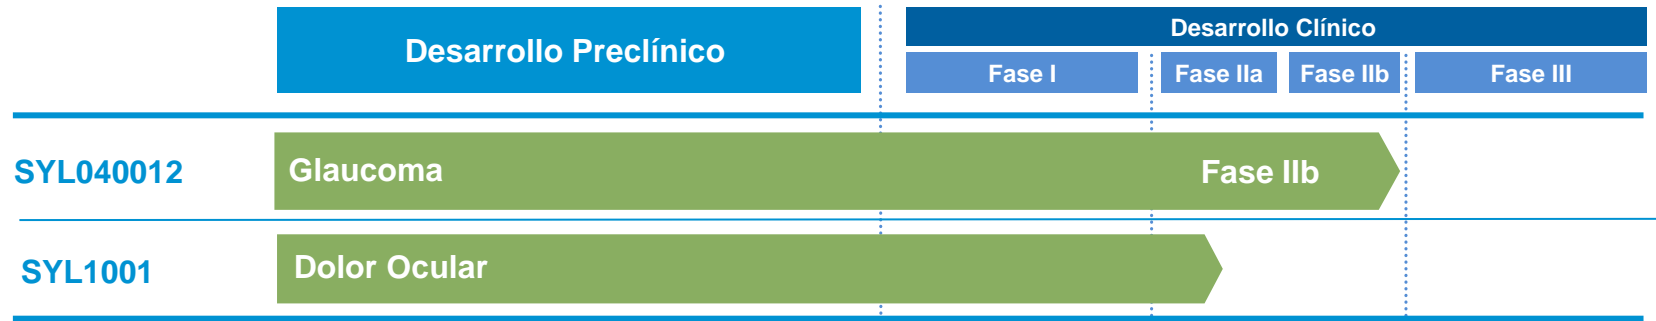 Desarrollo Preclínico
Desarrollo Clínico
Fase I
Fase IIa
Fase IIb
Fase III
SYL040012
Glaucoma
Fase IIb
SYL1001
Dolor Ocular